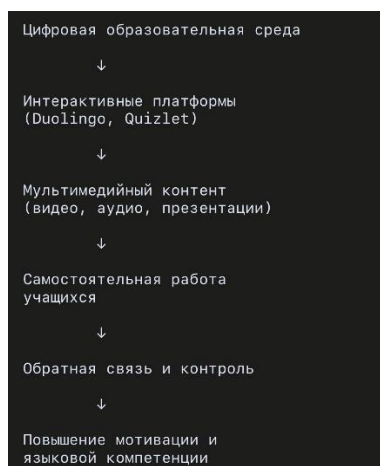 Цифровая образовательная среда
↓
Интерактивные платформы
(Duolingo, Quizlet)
↓
Мультимедийный контент
(видео, аудио, презентации)
↓
Самостоятельная работа
учащихся
↓
Обратная связь и контроль
↓
Повышение мотивации и
языковой компетенции